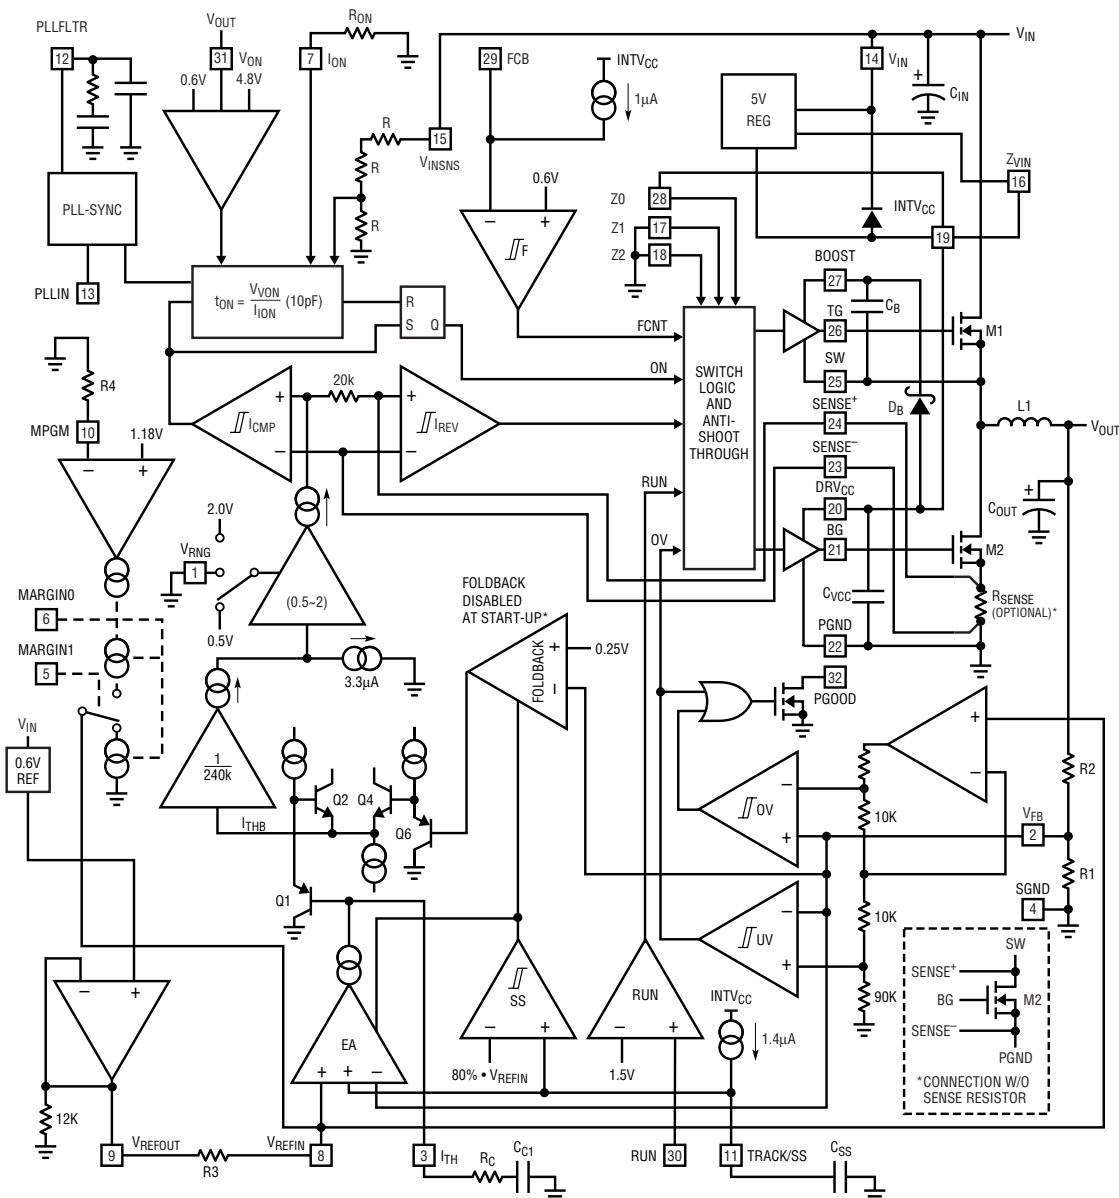 PLLFLTR
12
VOUT
31
VON
0.6V
4.8V
RON
7
ION
29
FCB
INTVCC
1µA
VIN
14
VIN
CIN
+
5V
REG
ZVIN
16
R
15
VINSNS
R
R
PLL-SYNC
PLLIN
13
0.6V
–
+
F
Z0
28
Z1
17
Z2
18
INTVCC
19
tON = VVON/ION (10pF)
R
S
Q
FCNT
ON
RUN
OV
SWITCH
LOGIC
AND
ANTI-
SHOOT
THROUGH
BOOST
27
TG
26
CB
M1
SW
25
SENSE+
24
DB
SENSE–
23
DRVCC
20
BG
21
M2
L1
VOUT
+
COUT
CVCC
PGND
22
RSENSE
(OPTIONAL)*
R4
MPGM
10
1.18V
–
+
20k
+
–
ICMP
+
–
IREV
2.0V
VRNG
1
0.5V
(0.5~2)
3.3µA
MARGIN0
6
MARGIN1
5
FOLDBACK
DISABLED
AT START-UP*
FOLDBACK
+
–
0.25V
32
PGOOD
VIN
0.6V
REF
1
240k
Q2
Q4
Q6
ITHB
Q1
–
+
OV
10K
+
–
R2
VFB
2
R1
SGND
4
–
+
UV
10K
90K
–
+
12K
EA
+
+
–
SS
–
+
80% • VREFIN
RUN
–
+
1.5V
INTVCC
1.4µA
SW
SENSE+
BG
M2
SENSE–
PGND
*CONNECTION W/O
SENSE RESISTOR
9
VREFOUT
R3
VREFIN
8
3
ITH
RC
CC1
RUN
30
11
TRACK/SS
CSS